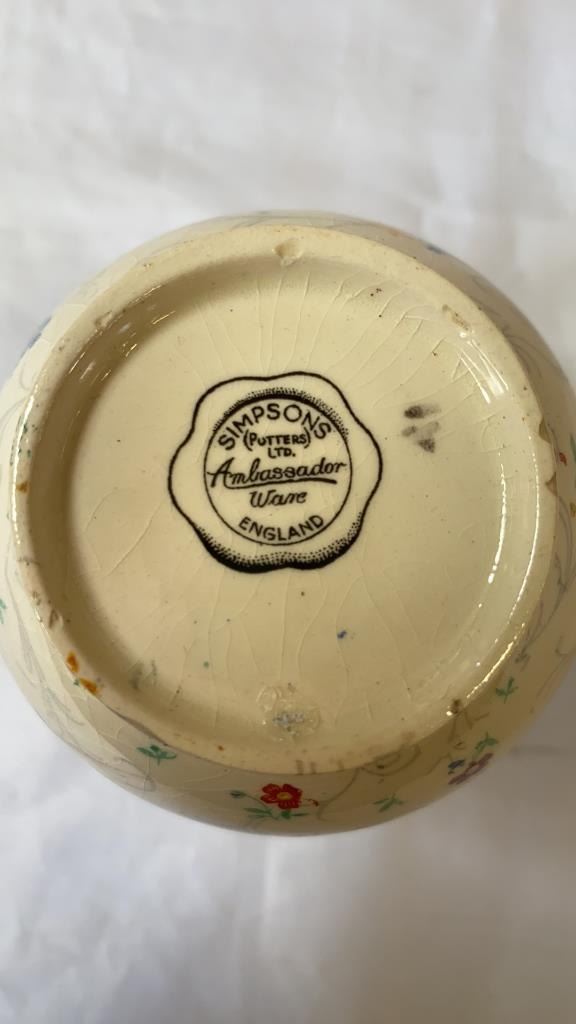 SIMPSONS
(POTTERS)
LTD.
Ambassador
Ware
ENGLAND